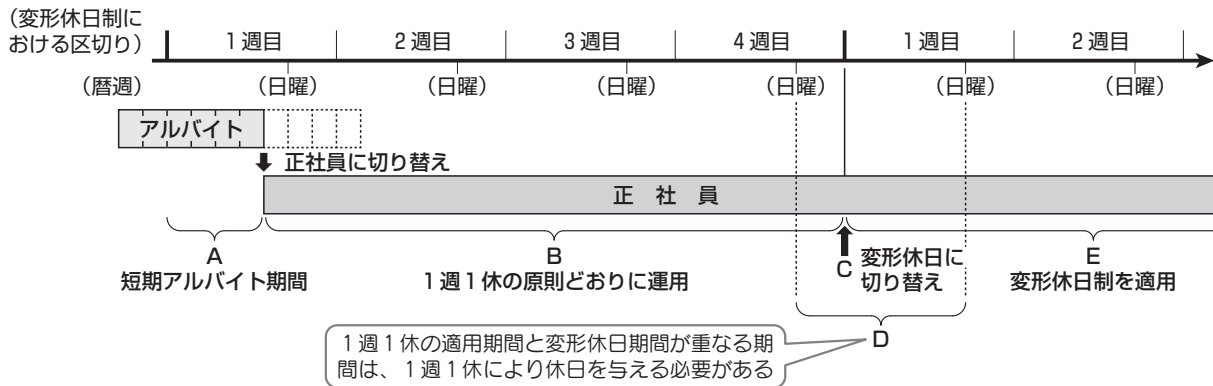 （変形休日制に
おける区切り）
1週目
2週目
3週目
4週目
1週目
2週目
（暦週）
（日曜）
（日曜）
（日曜）
（日曜）
（日曜）
（日曜）
アルバイト
正社員に切り替え
正 社 員
A
短期アルバイト期間
B
1週1休の原則どおりに運用
C
変形休日に
切り替え
E
変形休日制を適用
D
1週1休の適用期間と変形休日期間が重なる期
間は、1週1休により休日を与える必要がある